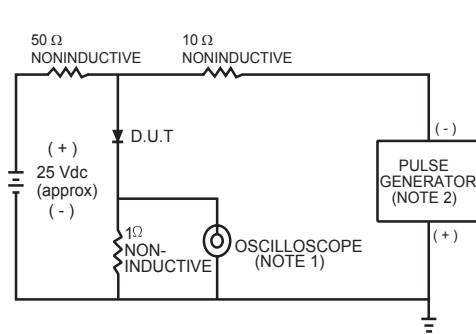 50 Ω
NONINDUCTIVE
10 Ω
NONINDUCTIVE
D.U.T
( + )
25 Vdc
(approx)
( - )
( - )
PULSE
GENERATOR
(NOTE 2)
( + )
1Ω
NON-
INDUCTIVE
OSCILLOSCOPE
(NOTE 1)